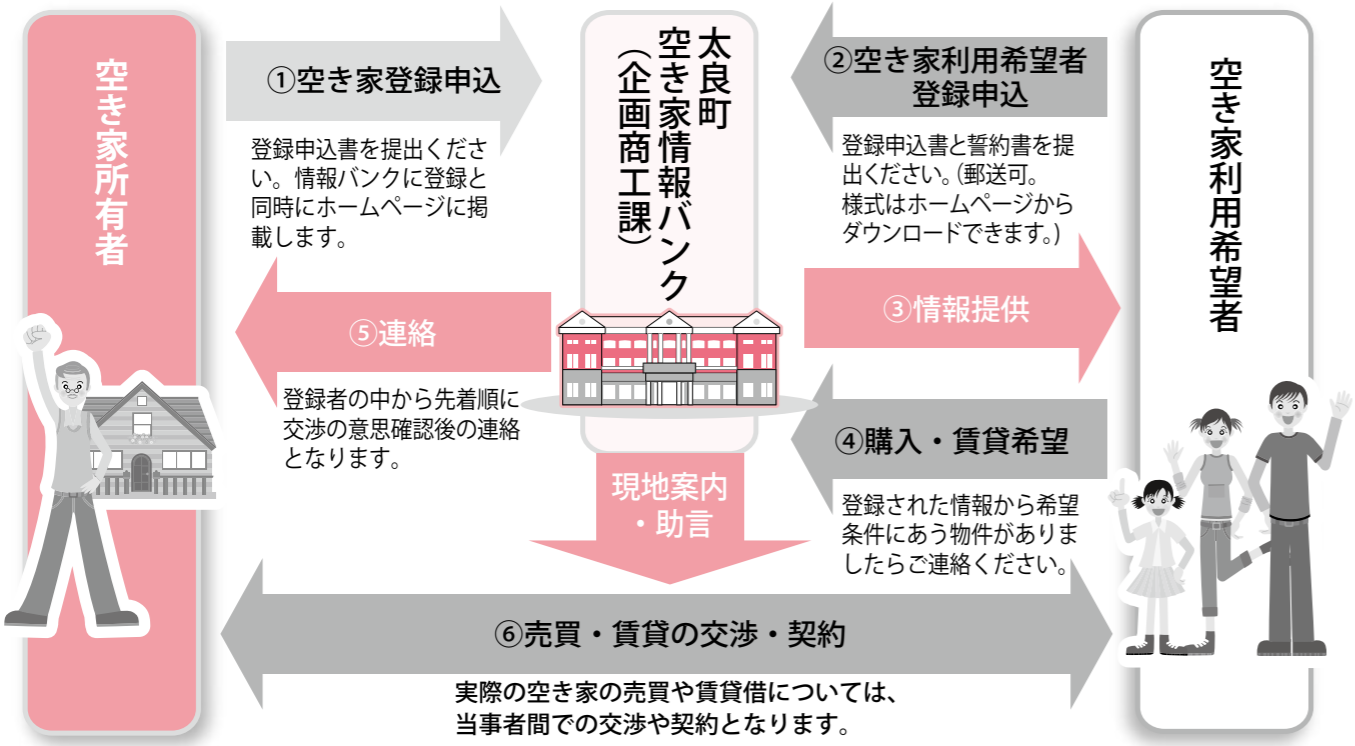 空き家所有者
①空き家登録申込
登録申込書を提出くださ
い。情報バンクに登録と
同時にホームページに掲
載します。
太良町
空き家情報バンク
（企画商工課）
②空き家利用希望者
登録申込
登録申込書と誓約書を提
出ください。(郵送可。
様式はホームページから
ダウンロードできます。)
空き家利用希望者
③情報提供
④購入・賃貸希望
登録された情報から希望
条件にあう物件がありま
したらご連絡ください。
⑤連絡
登録者の中から先着順に
交渉の意思確認後の連絡
となります。
現地案内
・助言
⑥売買・賃貸の交渉・契約
実際の空き家の売買や賃貸借については、
当事者間での交渉や契約となります。